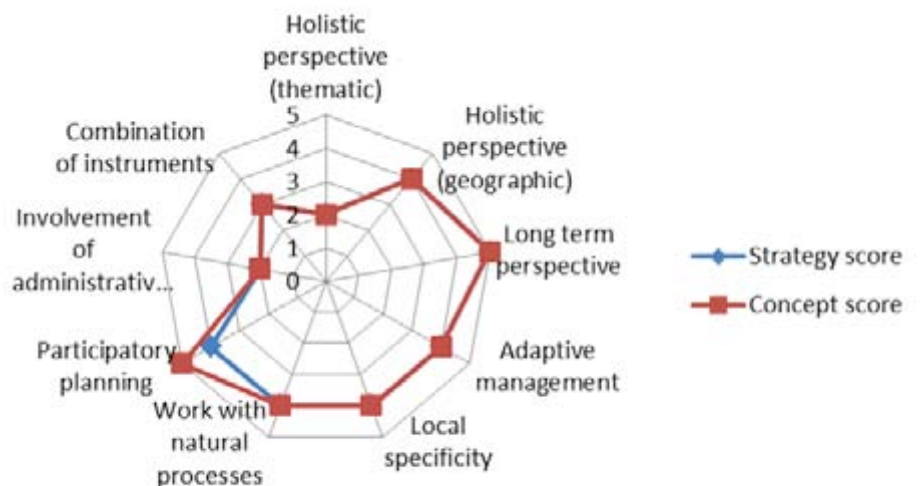 Holistic
perspective
(thematic)
5
4
3
2
1
0
Holistic
perspective
(geographic)
Long term
perspective
Adaptive
management
Local
specificity
Work with
natural
processes
Participatory
planning
Involvement
of
administrativ...
Combination
of instruments
Strategy score
Concept score